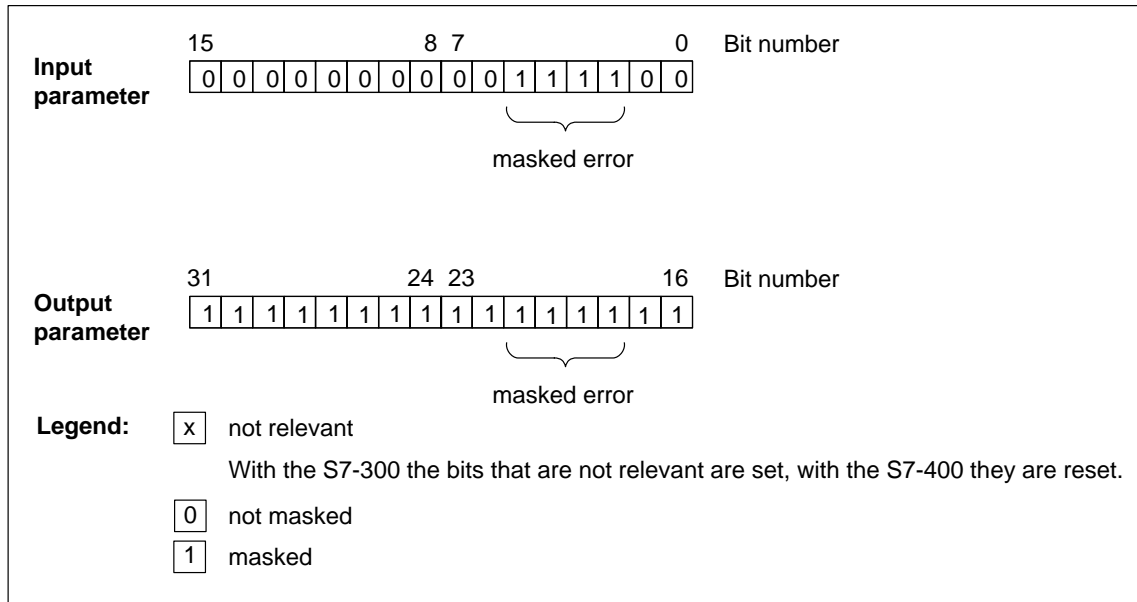 15 8 7 0 Bit number
Input parameter
0 0 0 0 0 0 0 0 0 0 1 1 1 1 0 0
masked error
31 24 23 16 Bit number
Output parameter
1 1 1 1 1 1 1 1 1 1 1 1 1 1 1 1
masked error
Legend: x not relevant
With the S7-300 the bits that are not relevant are set, with the S7-400 they are reset.
0 not masked
1 masked